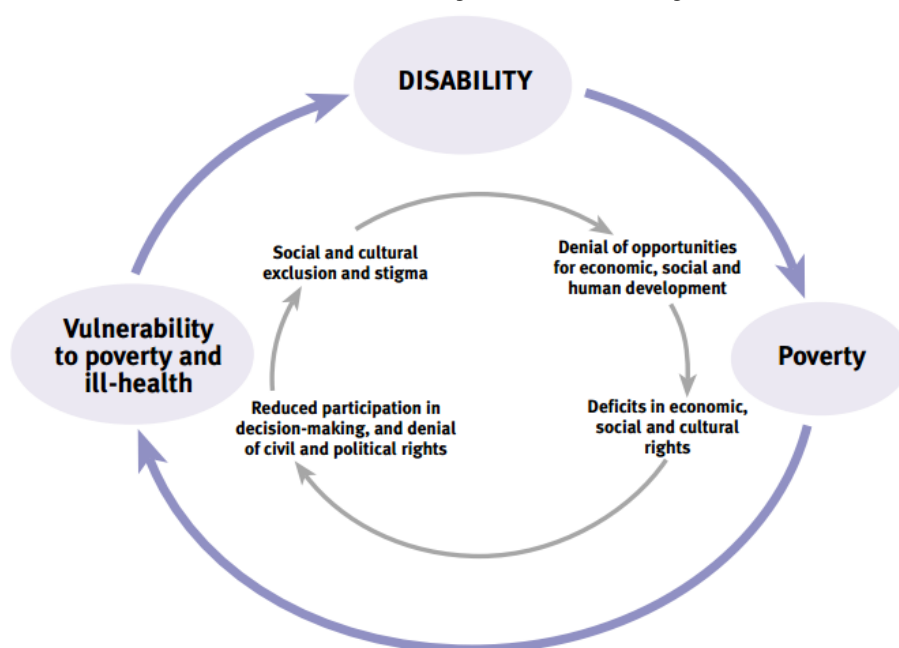 DISABILITY
Social and cultural
exclusion and stigma
Denial of opportunities
for economic, social and
human development
Vulnerability
to poverty and
ill-health
Poverty
Reduced participation in
decision-making, and denial
of civil and political rights
Deficits in economic,
social and cultural
rights